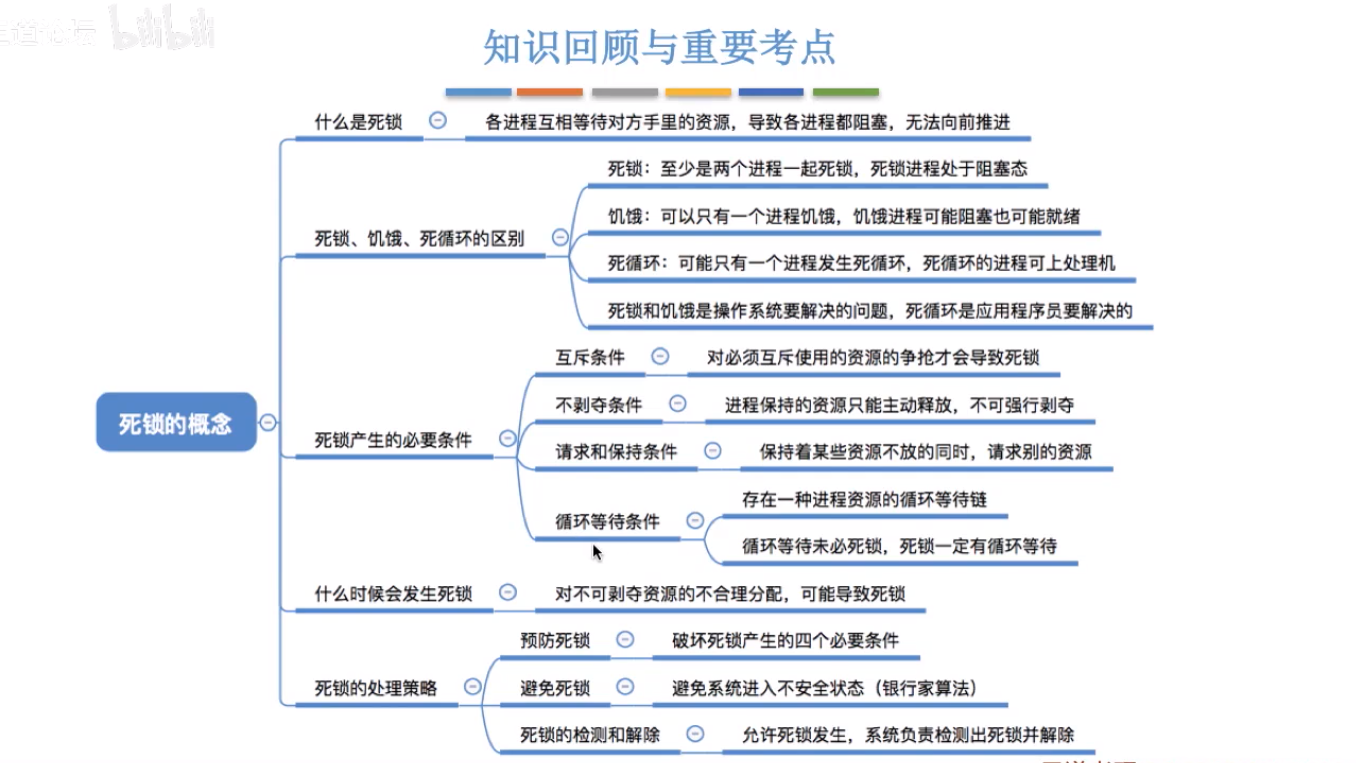 bilibili
知识回顾与重要考点
什么是死锁
各进程互相等待对方手里的资源，导致各进程都阻塞，无法向前推进
死锁、饥饿、死循环的区别
死锁：至少是两个进程一起死锁，死锁进程处于阻塞态
饥饿：可以只有一个进程饥饿，饥饿进程可能阻塞也可能就绪
死循环：可能只有一个进程发生死循环，死循环的进程可上处理机
死锁和饥饿是操作系统要解决的问题，死循环是应用程序员要解决的
死锁的概念
死锁产生的必要条件
互斥条件
对必须互斥使用的资源的争抢才会导致死锁
不剥夺条件
进程保持的资源只能主动释放，不可强行剥夺
请求和保持条件
保持着某些资源不放的同时，请求别的资源
循环等待条件
存在一种进程资源的循环等待链
循环等待未必死锁，死锁一定有循环等待
什么时候会发生死锁
对不可剥夺资源的不合理分配，可能导致死锁
死锁的处理策略
预防死锁
破坏死锁产生的四个必要条件
避免死锁
避免系统进入不安全状态（银行家算法）
死锁的检测和解除
允许死锁发生，系统负责检测出死锁并解除